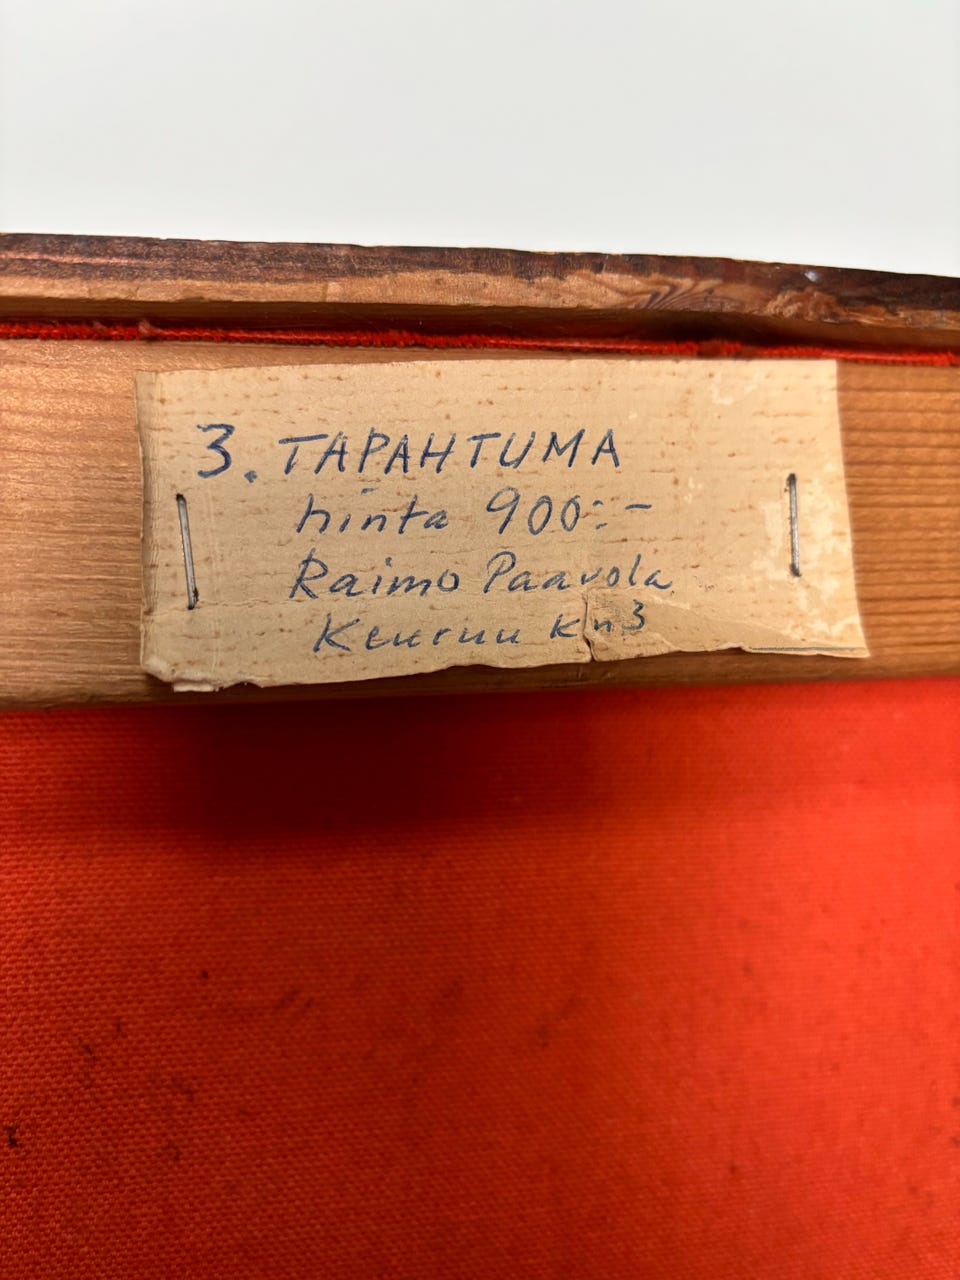 3. TAPAHTUMA
hinta 900:-
Raimo Paavola
Keuruu kn3